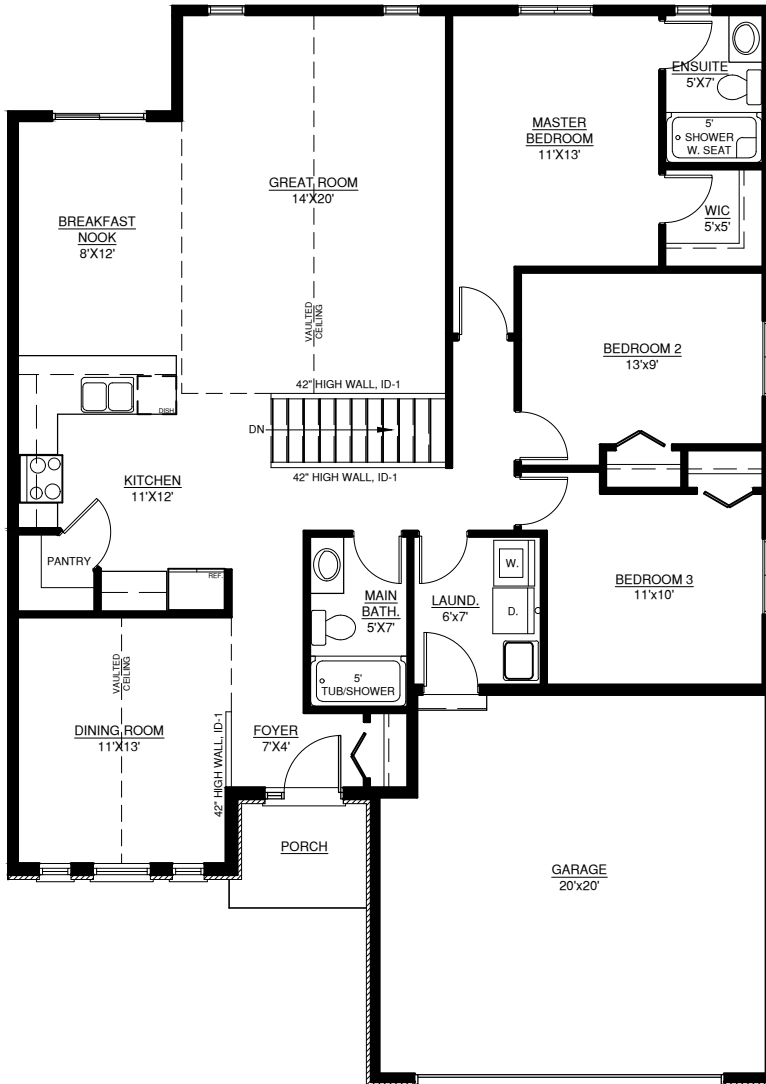 ENSUITE
5'X7'
5'
SHOWER
W. SEAT
MASTER
BEDROOM
11'X13'
GREAT ROOM
14'X20'
WIC
5'x5'
BREAKFAST
NOOK
8'X12'
VAULTED
CEILING
BEDROOM 2
13'x9'
42" HIGH WALL, ID-1
DISH.
DN
42" HIGH WALL, ID-1
KITCHEN
11'X12'
PANTRY
REF.
W.
D.
LAUND.
6'x7'
MAIN
BATH.
5'X7'
5'
TUB/SHOWER
BEDROOM 3
11'x10'
VAULTED
CEILING
DINING ROOM
11'X13'
42" HIGH WALL, ID-1
FOYER
7'X4'
PORCH
GARAGE
20'x20'